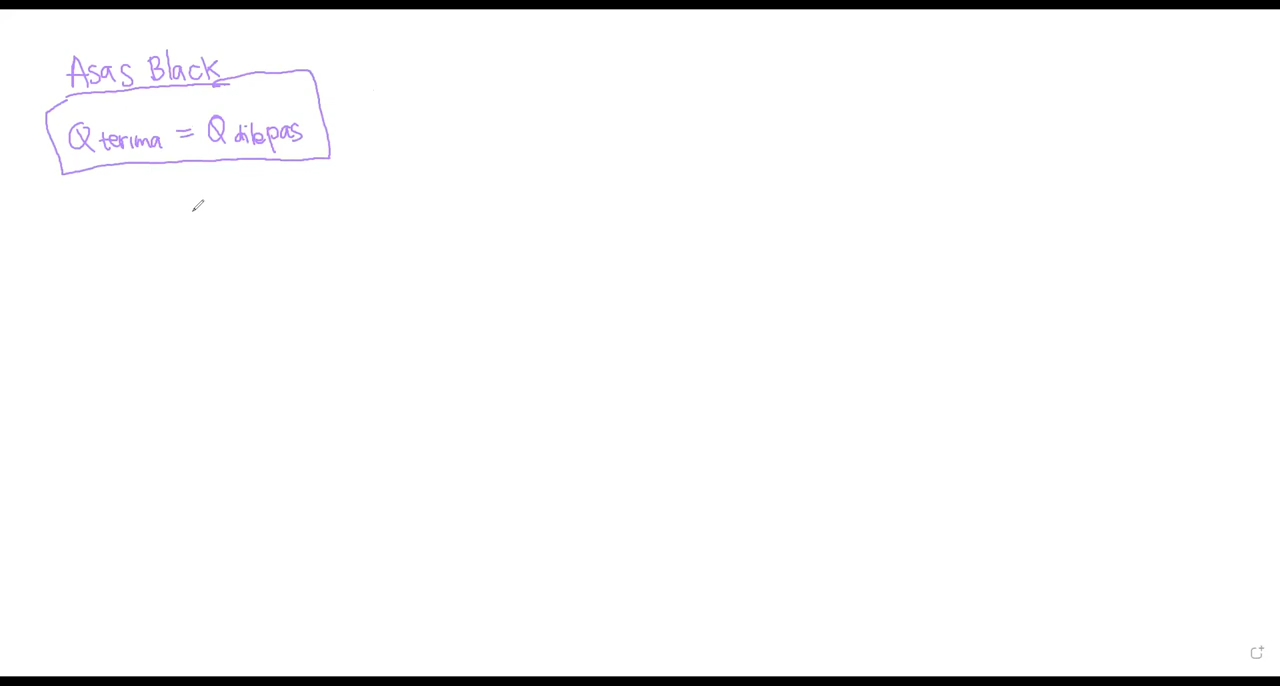 Asas Black
Q terima = Q dilepas